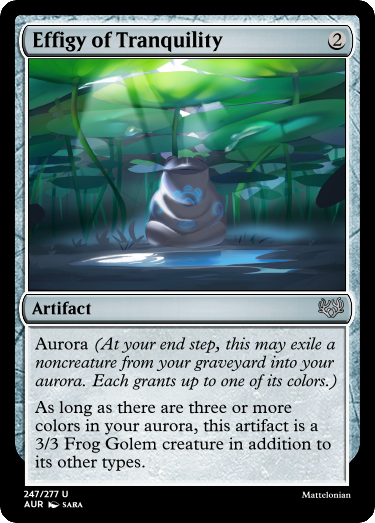 Effigy of Tranquility 2
Artifact
Aurora (At your end step, this may exile a
noncreature from your graveyard into your
aurora. Each grants up to one of its colors.)
As long as there are three or more
colors in your aurora, this artifact is a
3/3 Frog Golem creature in addition to
its other types.
247/277 U
AUR SARA
Mattelonian